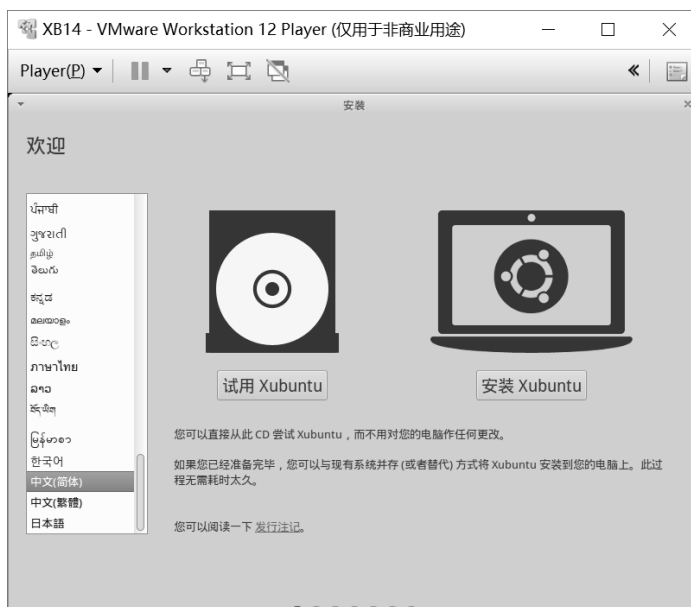 XB14 - VMware Workstation 12 Player (仅用于非商业用途)
Player(P)
安装
欢迎
ਪੰਜਾਬੀ
ગુજરાતી
தமிழ்
తెలుగు
ಕನ್ನಡ
മലയാളം
සිංහල
ภาษาไทย
ລາວ
མြန်မာစာ
한국어
中文(简体)
中文(繁體)
日本語
试用 Xubuntu
安装 Xubuntu
您可以直接从此 CD 尝试 Xubuntu，而不用对您的电脑作任何更改。
如果您已经准备完毕，您可以与现有系统并存 (或者替代) 方式将 Xubuntu 安装到您的电脑上。此过
程无需耗时太久。
您可以阅读一下 发行注记。